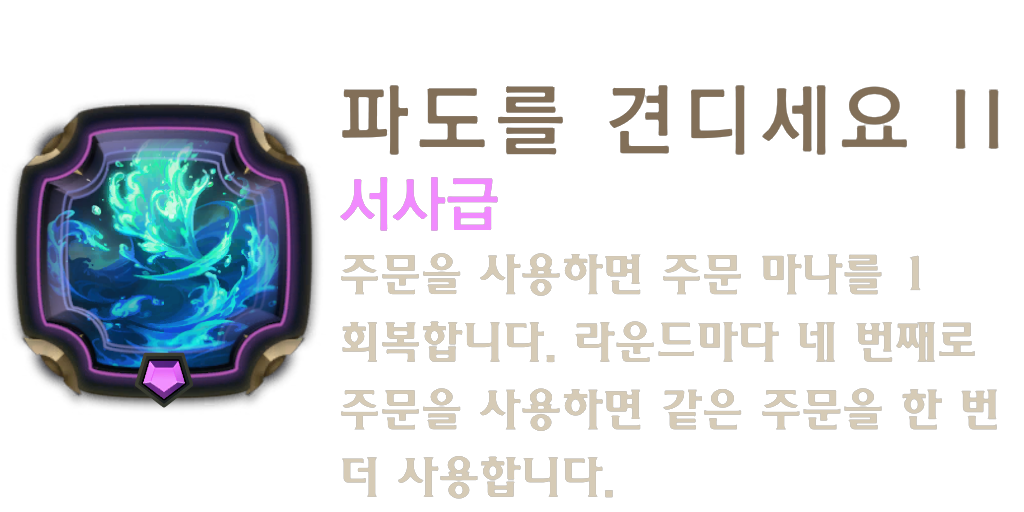 파도를 견디세요 II
서사급
주문을 사용하면 주문 마나를 1
회복합니다. 라운드마다 네 번째로
주문을 사용하면 같은 주문을 한 번
더 사용합니다.